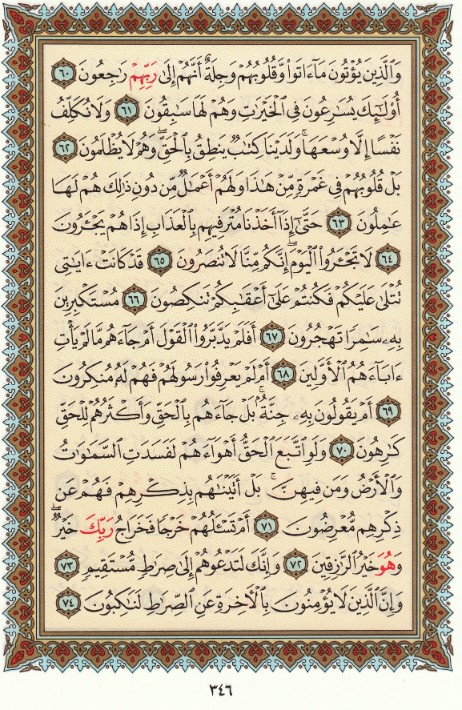 وَٱلَّذِينَ يُؤۡتُونَ مَآ ءَاتَواْ وَّقُلُوبُهُمۡ وَجِلَةٌ أَنَّهُمۡ إِلَىٰ رَبِّهِمۡ رَٰجِعُونَ ٦٠
أُوْلَٰٓئِكَ يُسَٰرِعُونَ فِي ٱلۡخَيۡرَٰتِ وَهُمۡ لَهَا سَٰبِقُونَ ٦١ وَلَا نُكَلِّفُ
نَفۡسًا إِلَّا وُسۡعَهَاۚ وَلَدَيۡنَا كِتَٰبٞ يَنطِقُ بِٱلۡحَقِّ وَهُمۡ لَا يُظۡلَمُونَ ٦٢
بَلۡ قُلُوبُهُمۡ فِي غَمۡرَةٖ مِّنۡ هَٰذَا وَلَهُمۡ أَعۡمَٰلٞ مِّن دُونِ ذَٰلِكَ هُمۡ لَهَا
عَٰمِلُونَ ٦٣ حَتَّىٰٓ إِذَآ أَخَذۡنَا مُتۡرَفِيهِم بِٱلۡعَذَابِ إِذَا هُمۡ يَجۡـَٔرُونَ
٦٤ لَا تَجۡـَٔرُواْ ٱلۡيَوۡمَۖ إِنَّكُم مِّنَّا لَا تُنصَرُونَ ٦٥ قَدۡ كَانَتۡ ءَايَٰتِي
تُتۡلَىٰ عَلَيۡكُمۡ فَكُنتُمۡ عَلَىٰٓ أَعۡقَٰبِكُمۡ تَنكِصُونَ ٦٦ مُسۡتَكۡبِرِينَ
بِهِۦ سَٰمِرٗا تَهۡجُرُونَ ٦٧ أَفَلَمۡ يَدَّبَّرُواْ ٱلۡقَوۡلَ أَمۡ جَآءَهُم مَّا لَمۡ يَأۡتِ
ءَابَآءَهُمُ ٱلۡأَوَّلِينَ ٦٨ أَمۡ لَمۡ يَعۡرِفُواْ رَسُولَهُمۡ فَهُمۡ لَهُۥ مُنكِرُونَ
٦٩ أَمۡ يَقُولُونَ بِهِۦ جِنَّةُۢۚ بَلۡ جَآءَهُم بِٱلۡحَقِّ وَأَكۡثَرُهُمۡ لِلۡحَقِّ
كَٰرِهُونَ ٧٠ وَلَوِ ٱتَّبَعَ ٱلۡحَقُّ أَهۡوَآءَهُمۡ لَفَسَدَتِ ٱلسَّمَٰوَٰتُ
وَٱلۡأَرۡضُ وَمَن فِيهِنَّۚ بَلۡ أَتَيۡنَٰهُم بِذِكۡرِهِمۡ فَهُمۡ عَن
ذِكۡرِهِم مُّعۡرِضُونَ ٧١ أَمۡ تَسۡـَٔلُهُمۡ خَرۡجٗا فَخَرَاجُ رَبِّكَ خَيۡرٞۖ
وَهُوَ خَيۡرُ ٱلرَّٰزِقِينَ ٧٢ وَإِنَّكَ لَتَدۡعُوهُمۡ إِلَىٰ صِرَٰطٖ مُّسۡتَقِيمٖ ٧٣
وَإِنَّ ٱلَّذِينَ لَا يُؤۡمِنُونَ بِٱلۡأٓخِرَةِ عَنِ ٱلصِّرَٰطِ لَنَٰكِبُونَ ٧٤
٣٤٦